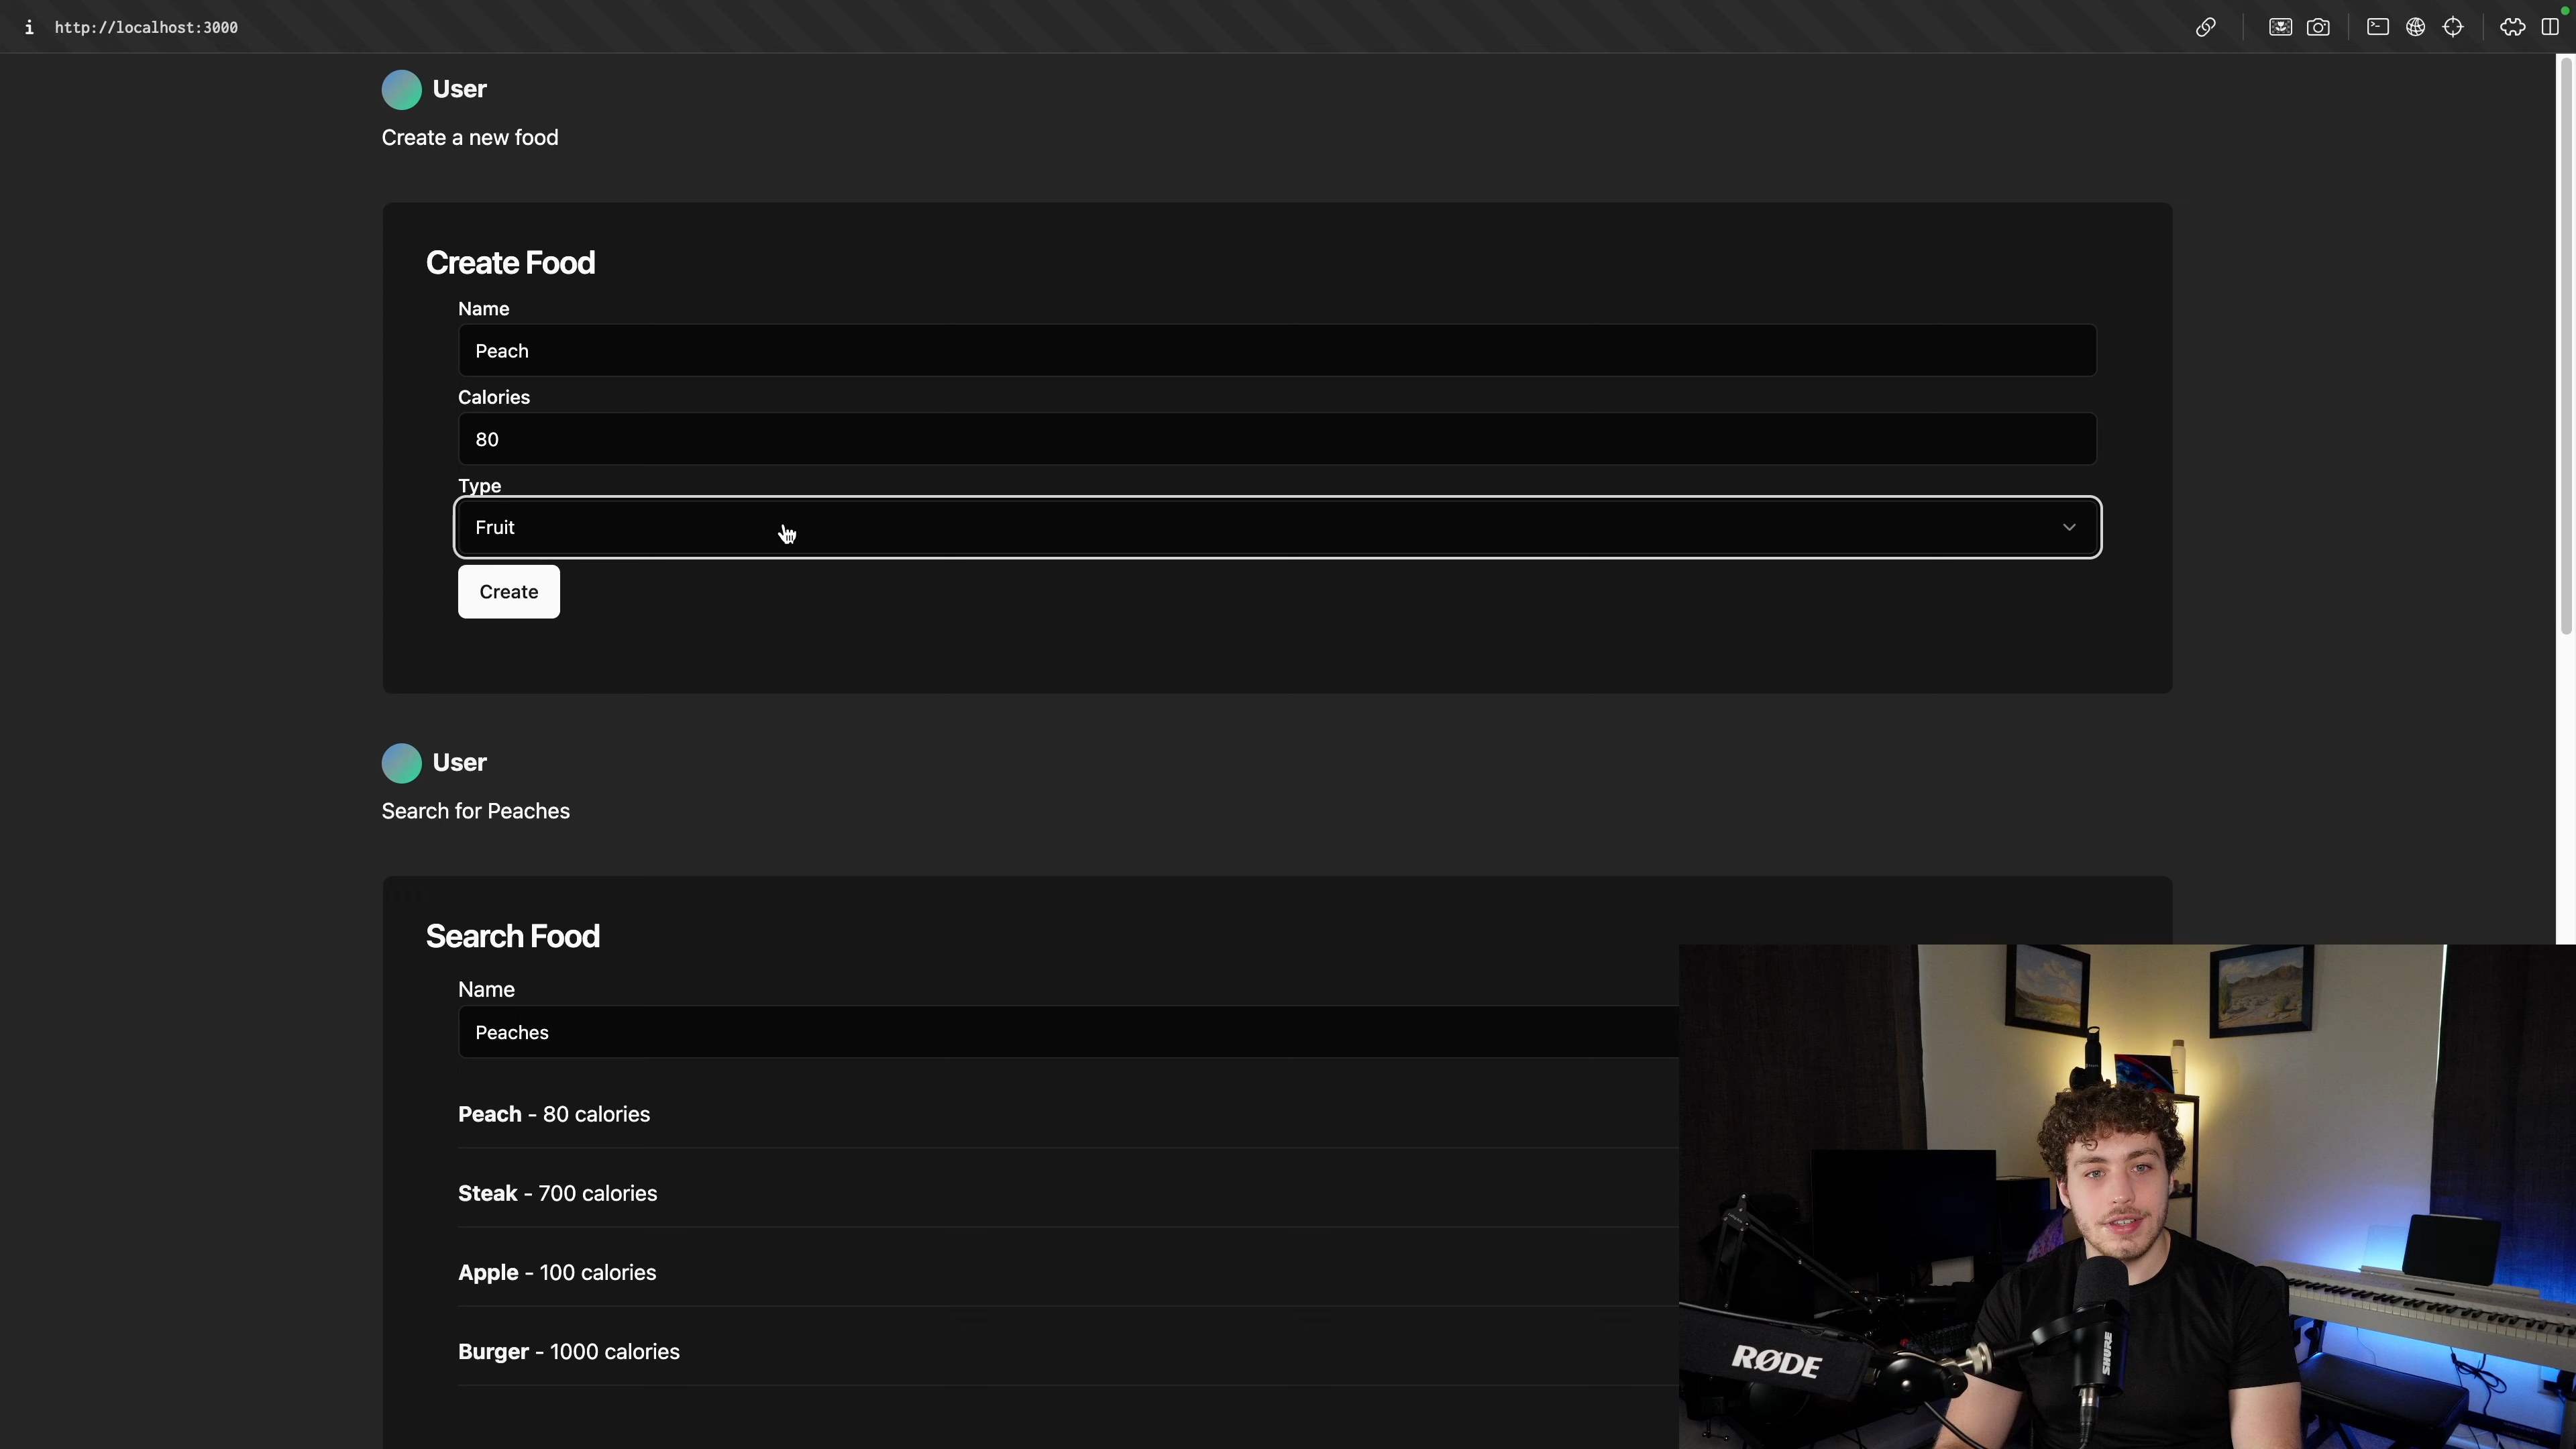 http://localhost:3000
User
Create a new food
Create Food
Name
Peach
Calories
80
Type
Fruit
Create
User
Search for Peaches
Search Food
Name
Peaches
Peach - 80 calories
Steak - 700 calories
Apple - 100 calories
Burger - 1000 calories
RØDE
SHURE